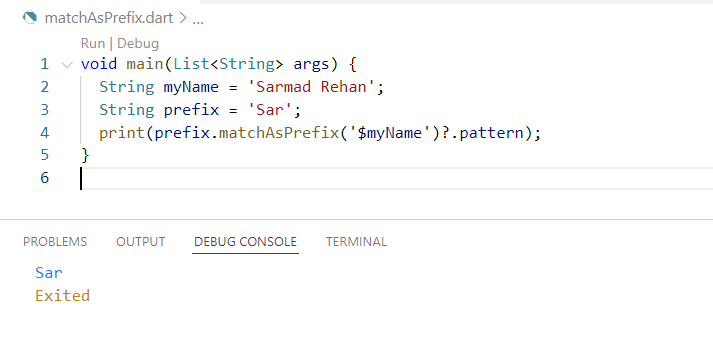 matchAsPrefix.dart > ...
Run | Debug
1 void main(List<String> args) {
2 String myName = 'Sarmad Rehan';
3 String prefix = 'Sar';
4 print(prefix.matchAsPrefix('$myName')?.pattern);
5 }
6
PROBLEMS OUTPUT DEBUG CONSOLE TERMINAL
Sar
Exited